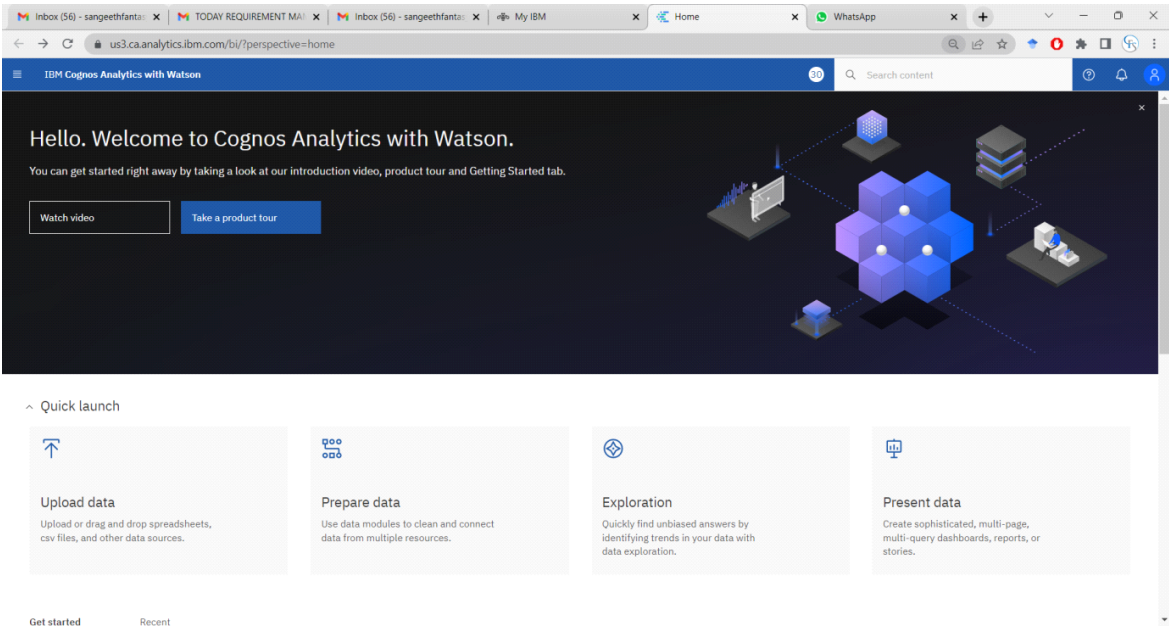 Inbox (56) - sangeethfantas
TODAY REQUIREMENT MAI
Inbox (56) - sangeethfantas
My IBM
Home
WhatsApp
us3.ca.analytics.ibm.com/bi/?perspective=home
IBM Cognos Analytics with Watson
30
Search content
Hello. Welcome to Cognos Analytics with Watson.
You can get started right away by taking a look at our introduction video, product tour and Getting Started tab.
Watch video
Take a product tour
Quick launch
Upload data
Upload or drag and drop spreadsheets,
csv files, and other data sources.
Prepare data
Use data modules to clean and connect
data from multiple resources.
Exploration
Quickly find unbiased answers by
identifying trends in your data with
data exploration.
Present data
Create sophisticated, multi-page,
multi-query dashboards, reports, or
stories.
Get started
Recent